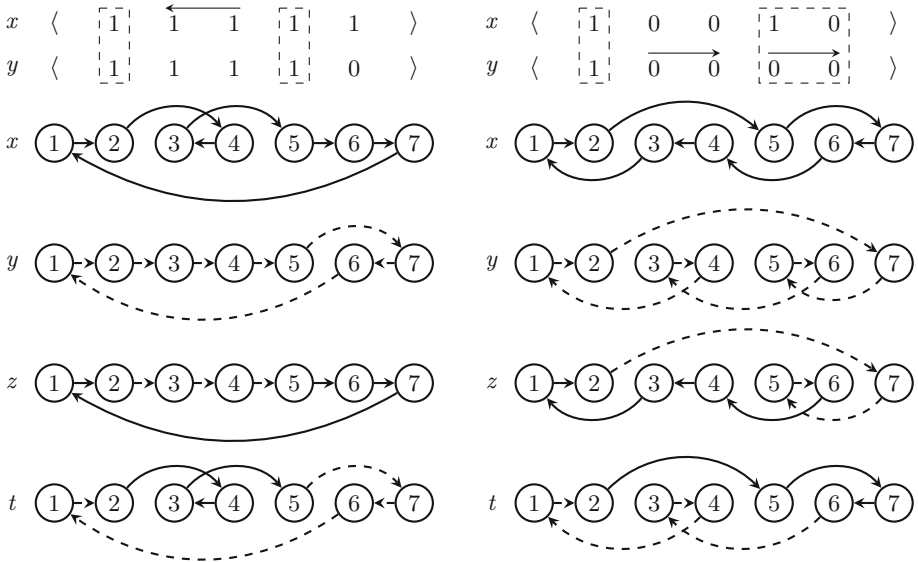 x ⟨ 1 1 1 1 1 ⟩
y ⟨ 1 1 1 1 0 ⟩
x 1 2 3 4 5 6 7
y 1 2 3 4 5 6 7
z 1 2 3 4 5 6 7
t 1 2 3 4 5 6 7
x ⟨ 1 0 0 1 0 ⟩
y ⟨ 1 0 0 0 0 ⟩
x 1 2 3 4 5 6 7
y 1 2 3 4 5 6 7
z 1 2 3 4 5 6 7
t 1 2 3 4 5 6 7